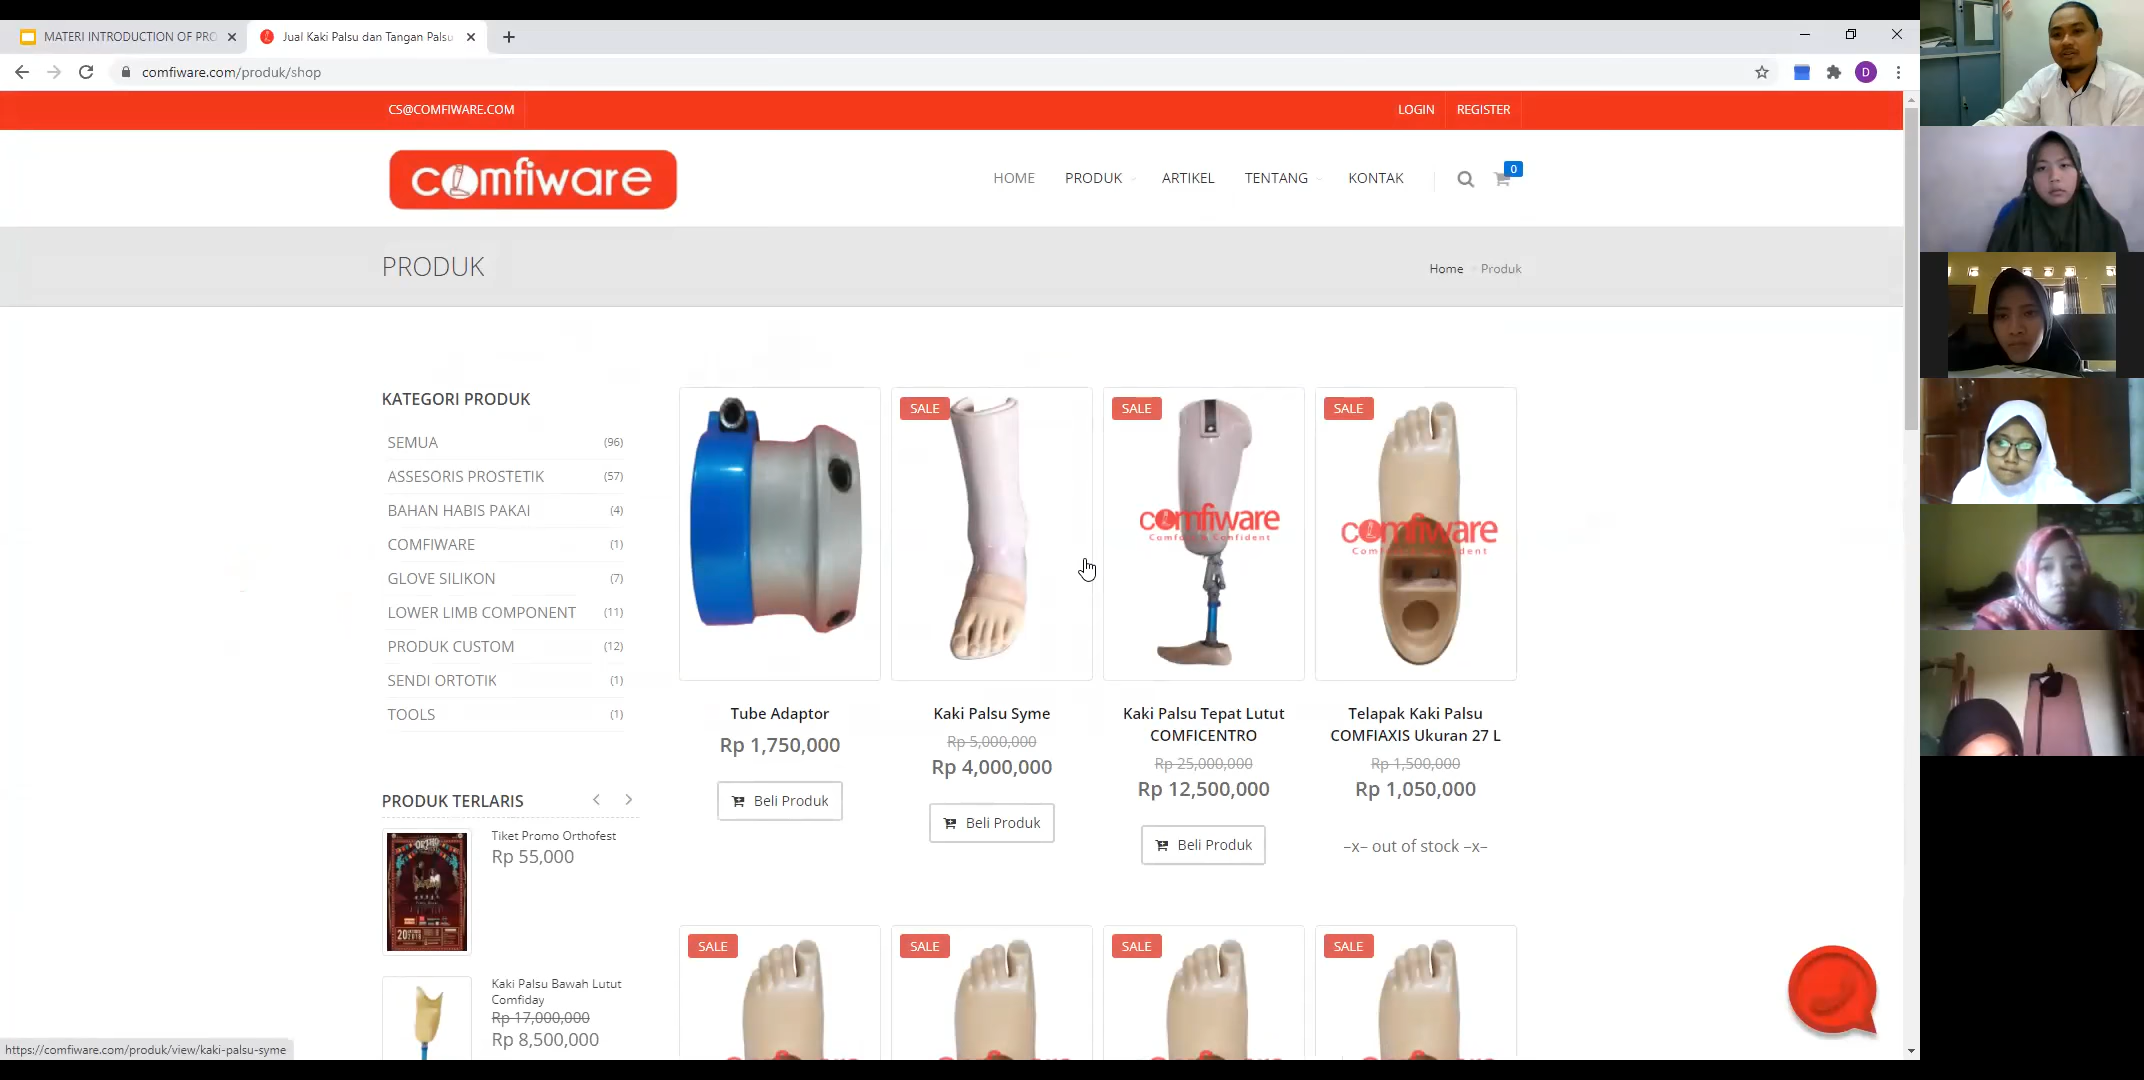 MATERI INTRODUCTION OF PRO
Jual Kaki Palsu dan Tangan Palsu
comfiware.com/produk/shop
D
CS@COMFIWARE.COM
LOGIN
REGISTER
comfiware
HOME
PRODUK
ARTIKEL
TENTANG
KONTAK
0
PRODUK
Home
Produk
KATEGORI PRODUK
SEMUA (96)
ASSESORIS PROSTETIK (57)
BAHAN HABIS PAKAI (4)
COMFIWARE (1)
GLOVE SILIKON (7)
LOWER LIMB COMPONENT (11)
PRODUK CUSTOM (12)
SENDI ORTOTIK (1)
TOOLS (1)
PRODUK TERLARIS
Tiket Promo Orthofest
Rp 55,000
Kaki Palsu Bawah Lutut
Comfiday
Rp 17,000,000
Rp 8,500,000
Tube Adaptor
Rp 1,750,000
Beli Produk
SALE
Kaki Palsu Syme
Rp 5,000,000
Rp 4,000,000
Beli Produk
SALE
comfiware
Comfort & Confident
Kaki Palsu Tepat Lutut
COMFICENTRO
Rp 25,000,000
Rp 12,500,000
Beli Produk
SALE
comfiware
Telapak Kaki Palsu
COMFIAXIS Ukuran 27 L
Rp 1,500,000
Rp 1,050,000
–x– out of stock –x–
SALE
SALE
SALE
SALE
https://comfiware.com/produk/view/kaki-palsu-syme